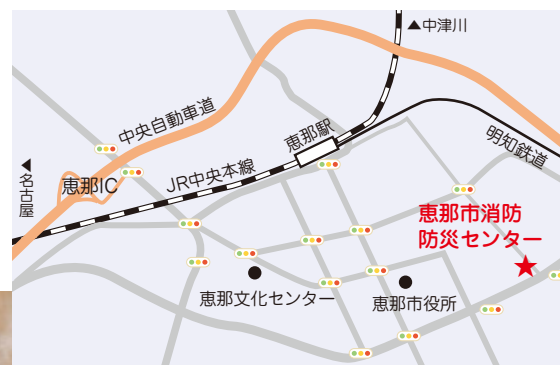 ▲中津川
中央自動車道
恵那駅
明知鉄道
◀名古屋
恵那IC
JR中央本線
恵那市消防
防災センター
恵那文化センター
恵那市役所